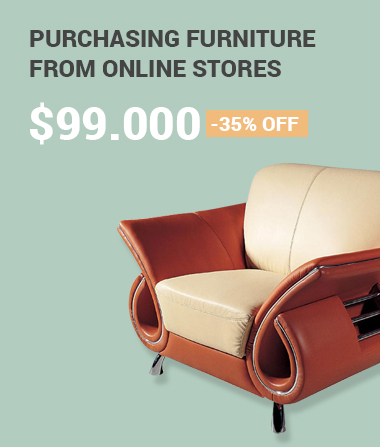 PURCHASING FURNITURE
FROM ONLINE STORES
$99.000 -35% OFF